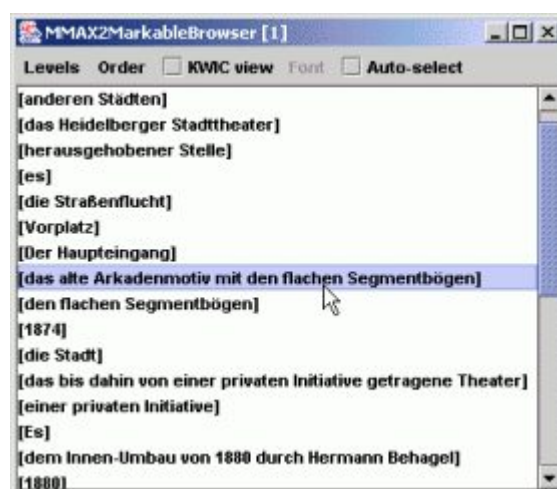 MMAX2MarkableBrowser [1]
Levels Order KWIC view Font Auto-select
[anderen Städten]
[das Heidelberger Stadttheater]
[herausgehobener Stelle]
[es]
[die Straßenflucht]
[Vorplatz]
[Der Haupteingang]
[das alte Arkadenmotiv mit den flachen Segmentbögen]
[den flachen Segmentbögen]
[1874]
[die Stadt]
[das bis dahin von einer privaten Initiative getragene Theater]
[einer privaten Initiative]
[Es]
[dem Innen-Umbau von 1880 durch Hermann Behagel]
[1880]